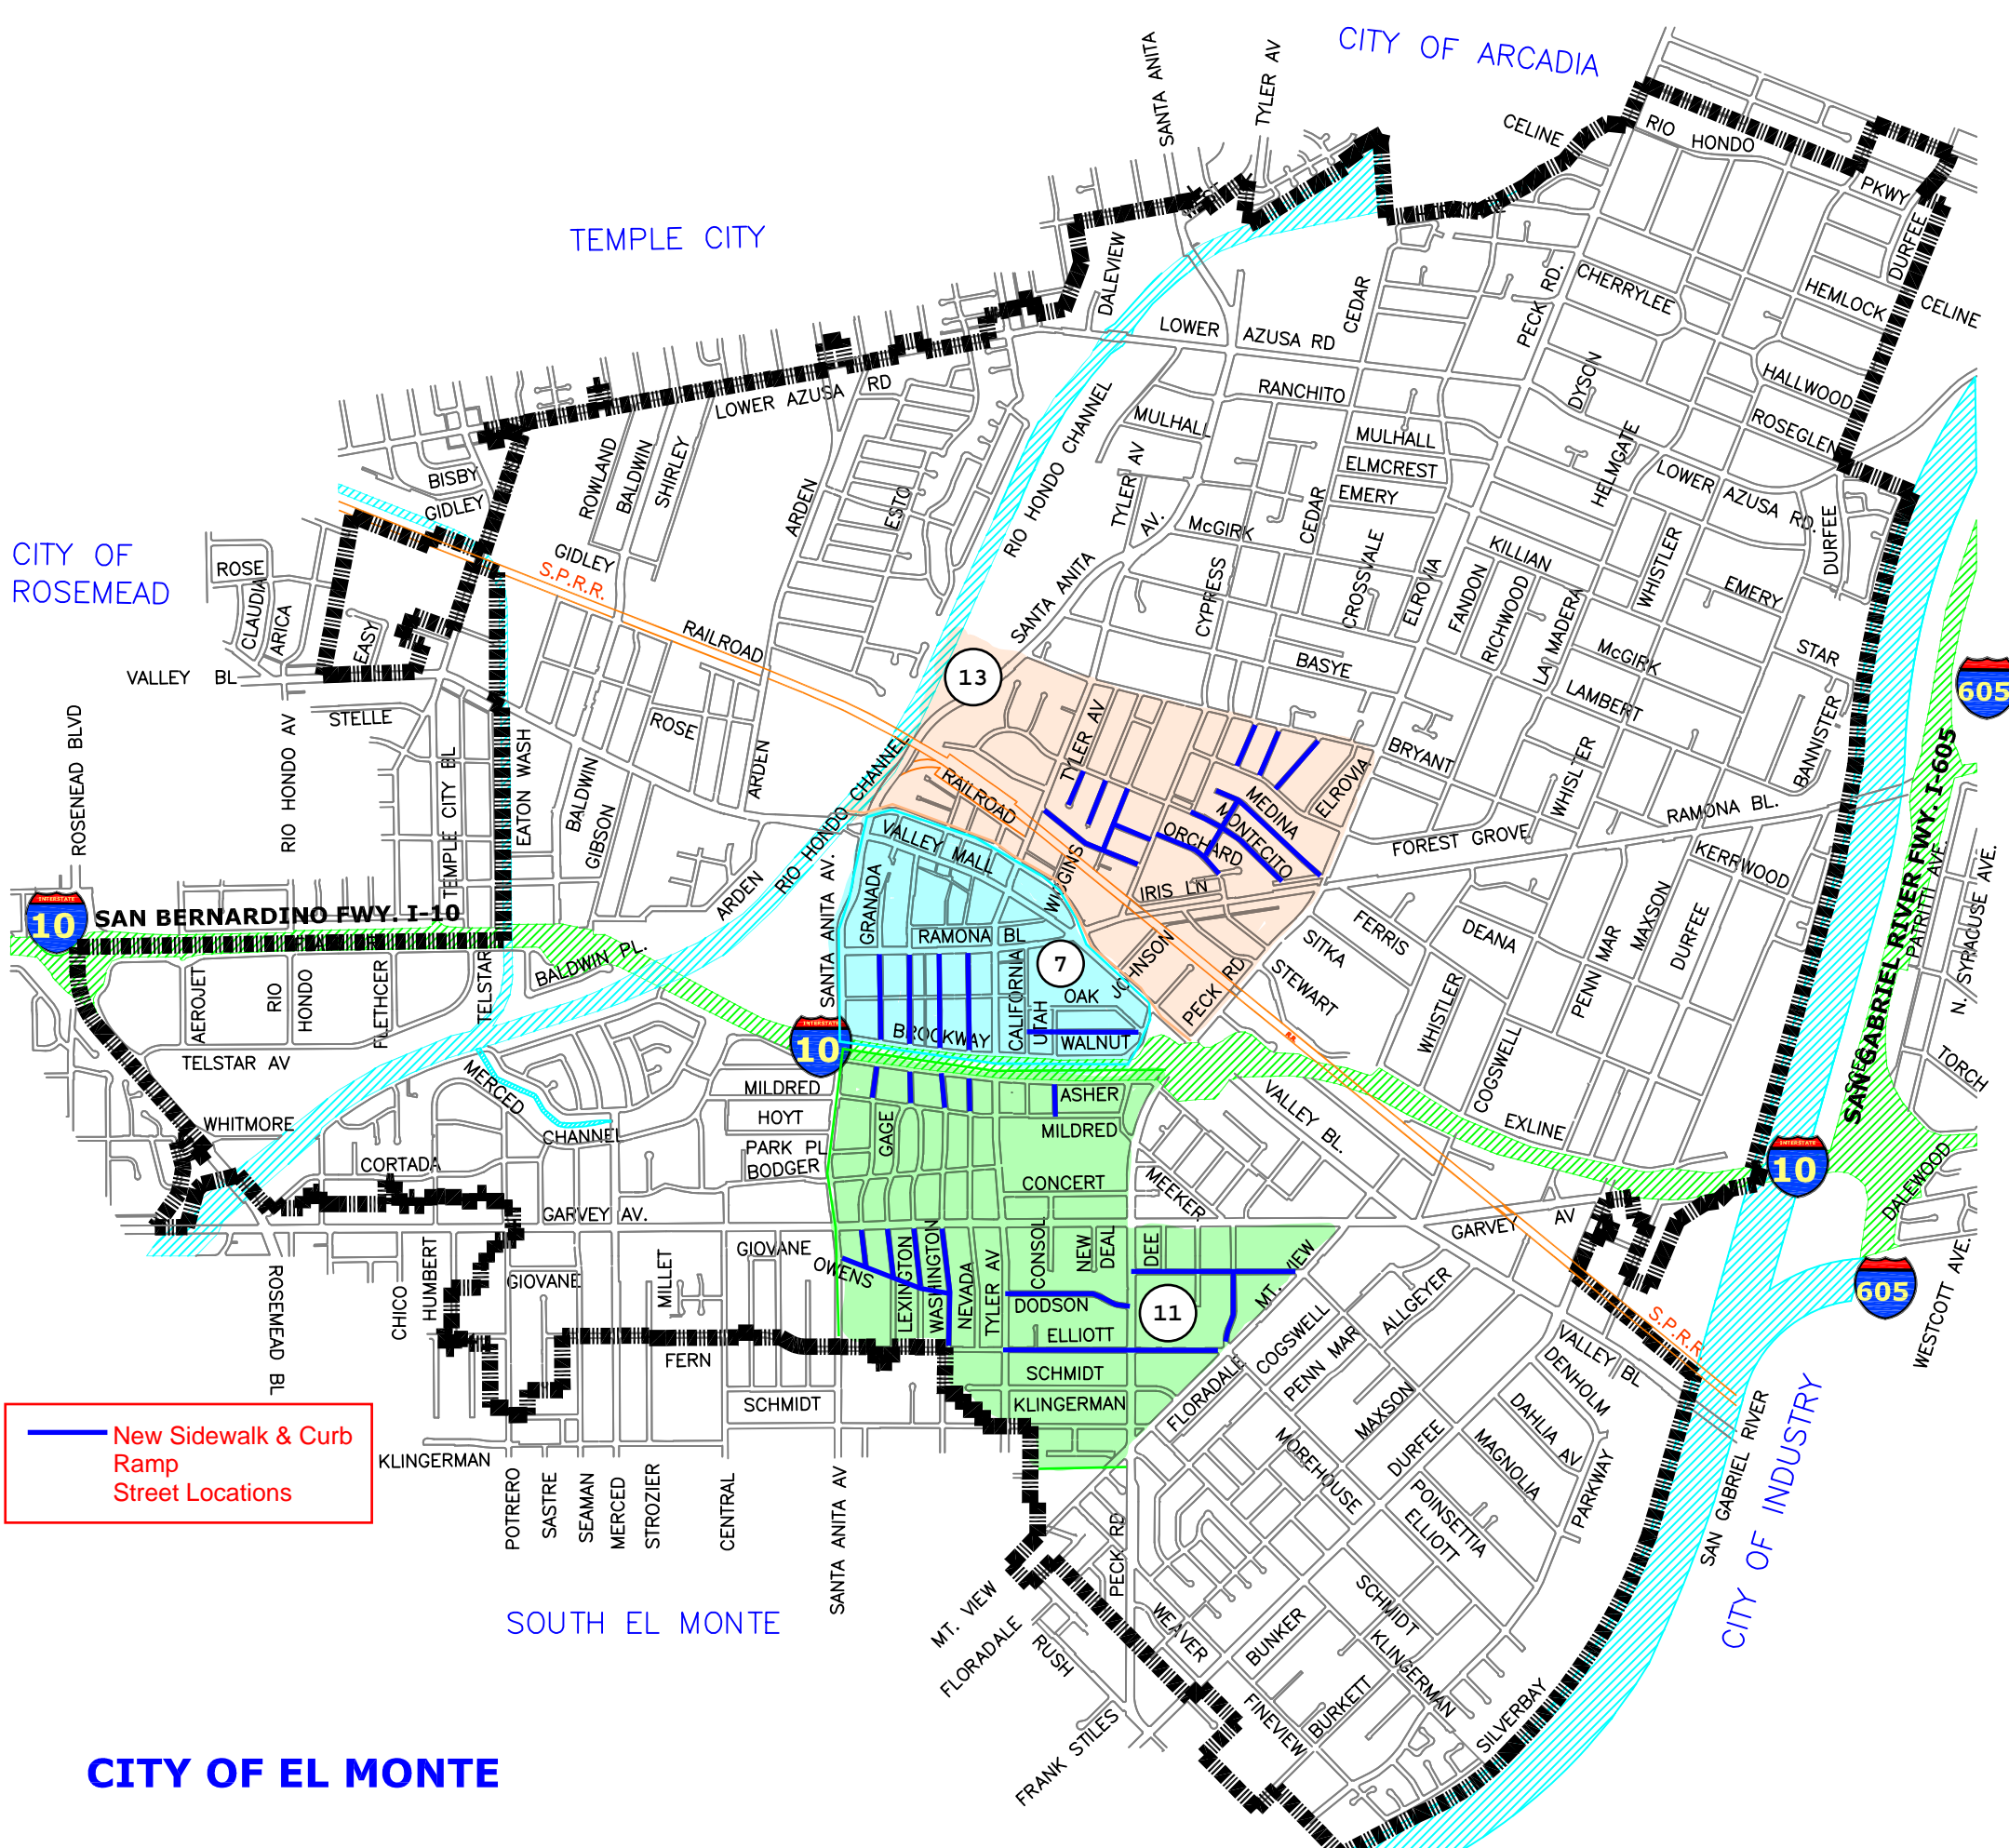 CITY OF ARCADIA
SANTA ANITA
TYLER AV
CELINE
RIO HONDO
PKWY
DURFEE
TEMPLE CITY
DALEVIEW
CEDAR
PECK RD.
CHERRYLEE
HEMLOCK
CELINE
LOWER AZUSA RD
RANCHITO
DYSON
HALLWOOD
ROSEGLEN
LOWER AZUSA RD
RIO HONDO CHANNEL
MULHALL
MULHALL
ELMCREST
EMERY
HELMGATE
LOWER AZUSA RD.
DURFEE
BISBY
GIDLEY
ROWLAND
BALDWIN
SHIRLEY
ARDEN
ESTO
TYLER AV
AV.
McGIRK
CEDAR
CITY OF
ROSEMEAD
ROSE
CLAUDIA
ARICA
EASY
GIDLEY
S.P.R.R.
RAILROAD
SANTA ANITA
CYPRESS
CROSSVALE
ELROVIA
FANDON
RICHWOOD
KILLIAN
LA MADERA
WHISTLER
EMERY
STAR
McGIRK
LAMBERT
BASYE
BANNISTER
605
VALLEY BL
STELLE
ROSEMEAD BLVD
RIO HONDO AV
TEMPLE CITY BL
EATON WASH
ROSE
BALDWIN
GIBSON
ARDEN
ARDEN
RIO HONDO CHANNEL
13
TYLER AV
RAILROAD
BRYANT
ELROVIA
MEDINA
MONTECITO
ORCHARD
IRIS LN
WIGGINS
FOREST GROVE
WHISLER
RAMONA BL.
KERRWOOD
VALLEY MALL
GRANADA
SANTA ANITA AV.
RAMONA BL
7
CALIFORNIA
UTAH
OAK
JOHNSON
BROCKWAY
WALNUT
PECK RD
STEWART
SITKA
FERRIS
DEANA
WHISTLER
COGSWELL
PENN MAR
MAXSON
DURFEE
SAN GABRIEL RIVER FWY. I-605
PATRITTI AVE.
N. SYRACUSE AVE.
TORCH
INTERSTATE
10
SAN BERNARDINO FWY. I-10
AEROJET
RIO HONDO
FLETHCER
TELSTAR
BALDWIN PL.
TELSTAR AV
INTERSTATE
10
MERCED
CHANNEL
WHITMORE
CORTADA
MILDRED
HOYT
PARK PL
BODGER
GAGE
ASHER
MILDRED
CONCERT
MEEKER
VALLEY BL.
EXLINE
INTERSTATE
10
DALEWOOD
GARVEY AV.
GARVEY AV
GIOVANE
GIOVANE
OWENS
LEXINGTON
WASHINGTON
NEVADA
TYLER AV
CONSOL
NEW DEAL
DEE
DODSON
ELLIOTT
11
MT. VIEW
605
WESTCOTT AVE.
ROSEMEAD BL
CHICO
HUMBERT
MILLET
FERN
SCHMIDT
SCHMIDT
KLINGERMAN
FLORADALE
COGSWELL
PENN MAR
ALLGEYER
MAXSON
DURFEE
MOREHOUSE
S.P.R.R
VALLEY BL
DENHOLM
DAHLIA AV
MAGNOLIA
PARKWAY
POINSETTIA
ELLIOTT
SAN GABRIEL RIVER
CITY OF INDUSTRY
New Sidewalk & Curb
Ramp
Street Locations
KLINGERMAN
POTRERO
SASTRE
SEAMAN
MERCED
STROZIER
CENTRAL
SANTA ANITA AV
PECK RD
SOUTH EL MONTE
MT. VIEW
FLORADALE
RUSH
WEAVER
BUNKER
SCHMIDT
KLINGERMAN
FINEVIEW
BURKETT
SILVERBAY
FRANK STILES
CITY OF EL MONTE